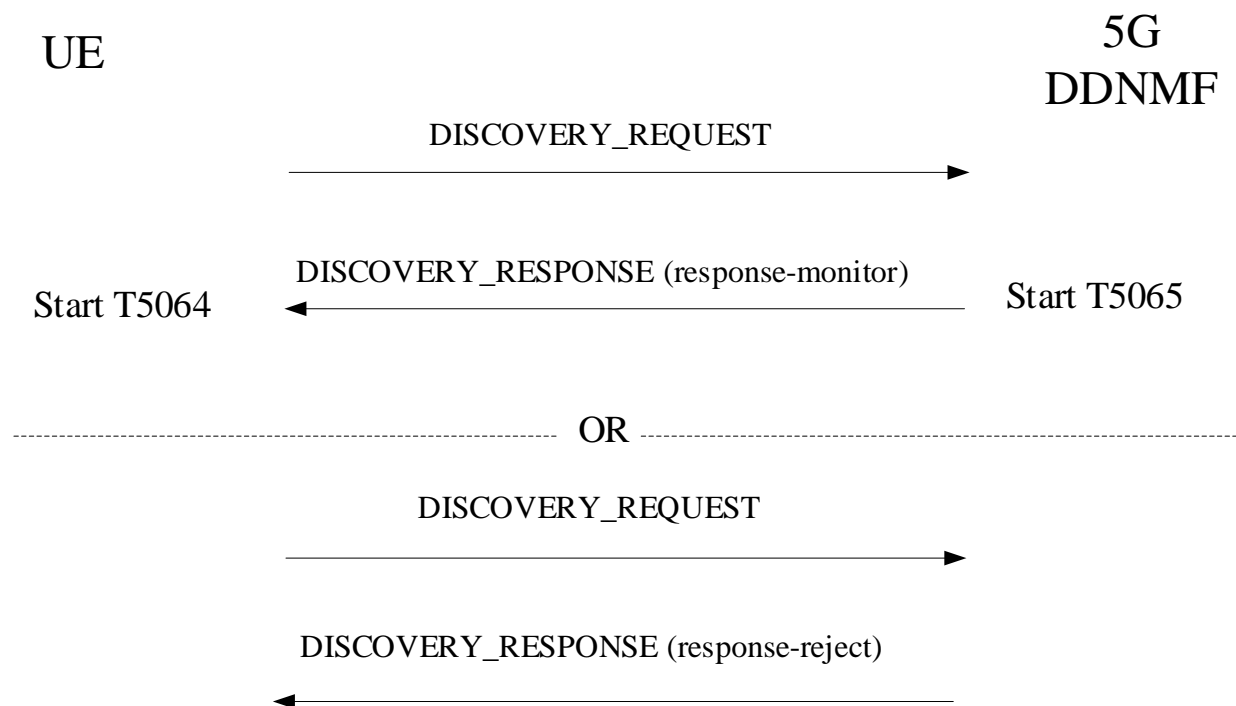 UE
5G
DDNMF
DISCOVERY_REQUEST
DISCOVERY_RESPONSE (response-monitor)
Start T5064
Start T5065
OR
DISCOVERY_REQUEST
DISCOVERY_RESPONSE (response-reject)